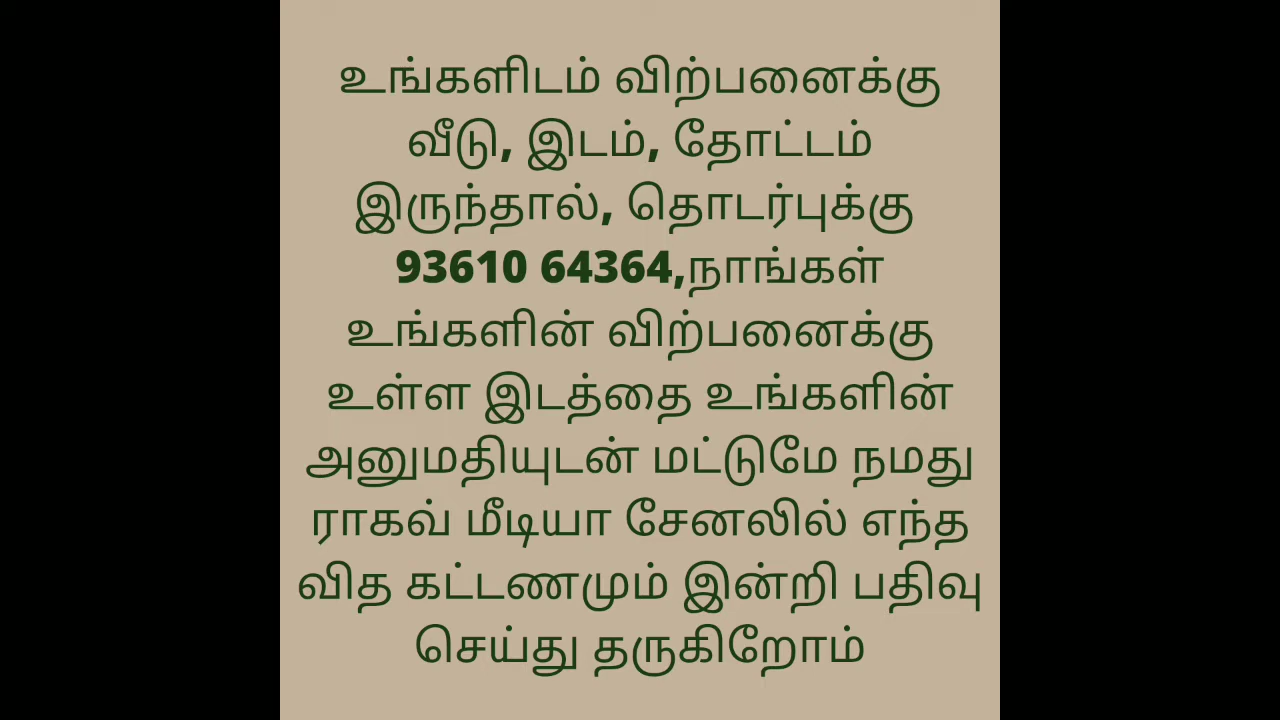 உங்களிடம் விற்பனைக்கு
வீடு, இடம், தோட்டம்
இருந்தால், தொடர்புக்கு
93610 64364,நாங்கள்
உங்களின் விற்பனைக்கு
உள்ள இடத்தை உங்களின்
அனுமதியுடன் மட்டுமே நமது
ராகவ் மீடியா சேனலில் எந்த
வித கட்டணமும் இன்றி பதிவு
செய்து தருகிறோம்